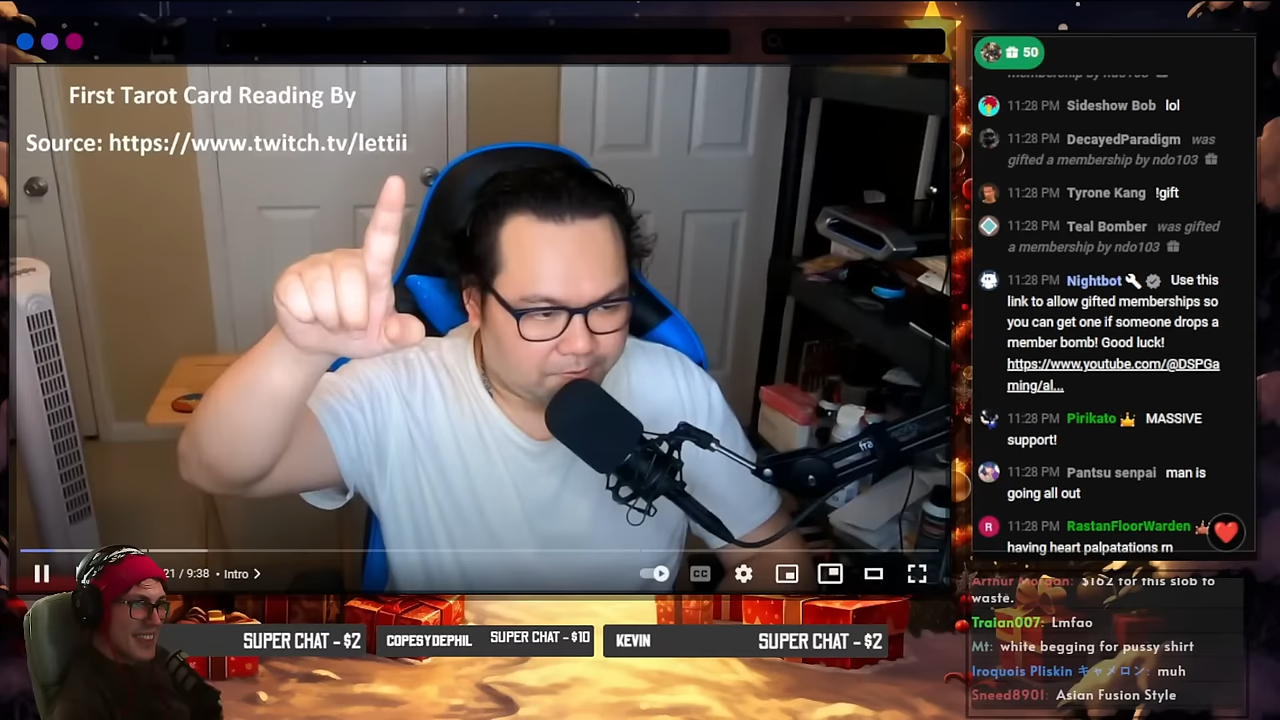 First Tarot Card Reading By
Source: https://www.twitch.tv/lettii
21 / 9:38 • Intro
CC
fra
SUPER CHAT - $2
COPESYDEPHIL
SUPER CHAT - $10
KEVIN
SUPER CHAT - $2
50
membership by ndo103
11:28 PM Sideshow Bob lol
11:28 PM DecayedParadigm was
gifted a membership by ndo103
11:28 PM Tyrone Kang !gift
11:28 PM Teal Bomber was gifted
a membership by ndo103
11:28 PM Nightbot Use this
link to allow gifted memberships so
you can get one if someone drops a
member bomb! Good luck!
https://www.youtube.com/@DSPGa
ming/al...
11:28 PM Pirikato MASSIVE
support!
11:28 PM Pantsu senpai man is
going all out
R
11:28 PM RastanFloorWarden
having heart palpatations rn
Arthur Morgan: $162 for this slob to
waste.
Traian007: Lmfao
Mt: white begging for pussy shirt
Iroquois Pliskin キャメロン: muh
Sneed8901: Asian Fusion Style